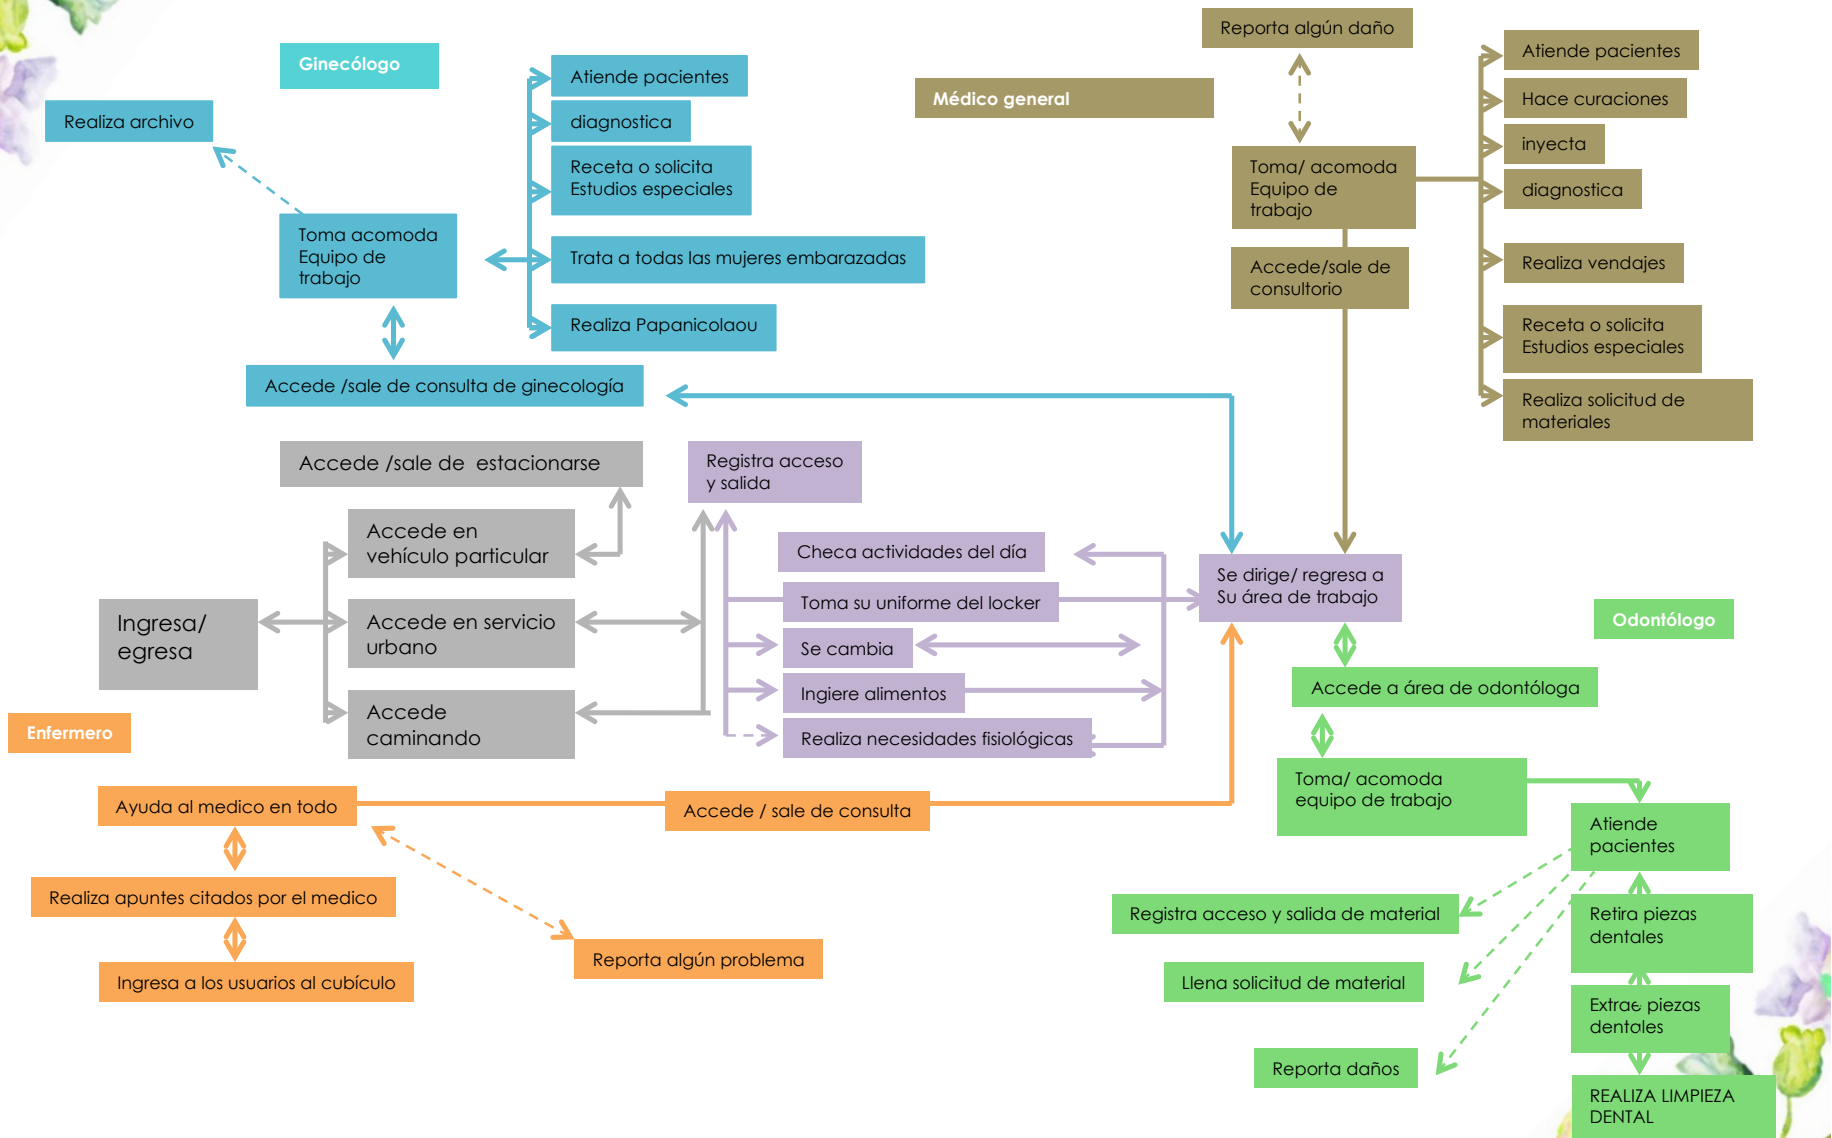 Ginecólogo
Realiza archivo
Atiende pacientes
diagnostica
Receta o solicita
Estudios especiales
Toma acomoda
Equipo de
trabajo
Trata a todas las mujeres embarazadas
Realiza Papanicolaou
Accede /sale de consulta de ginecología
Reporta algún daño
Médico general
Toma/ acomoda
Equipo de
trabajo
Accede/sale de
consultorio
Atiende pacientes
Hace curaciones
inyecta
diagnostica
Realiza vendajes
Receta o solicita
Estudios especiales
Realiza solicitud de
materiales
Accede /sale de  estacionarse
Accede en
vehículo particular
Ingresa/
egresa
Accede en servicio
urbano
Accede
caminando
Registra acceso
y salida
Checa actividades del día
Toma su uniforme del locker
Se cambia
Ingiere alimentos
Realiza necesidades fisiológicas
Se dirige/ regresa a
Su área de trabajo
Odontólogo
Accede a área de odontóloga
Toma/ acomoda
equipo de trabajo
Atiende
pacientes
Registra acceso y salida de material
Retira piezas
dentales
Llena solicitud de material
Extrae piezas
dentales
Reporta daños
REALIZA LIMPIEZA
DENTAL
Enfermero
Ayuda al medico en todo
Accede / sale de consulta
Realiza apuntes citados por el medico
Reporta algún problema
Ingresa a los usuarios al cubículo